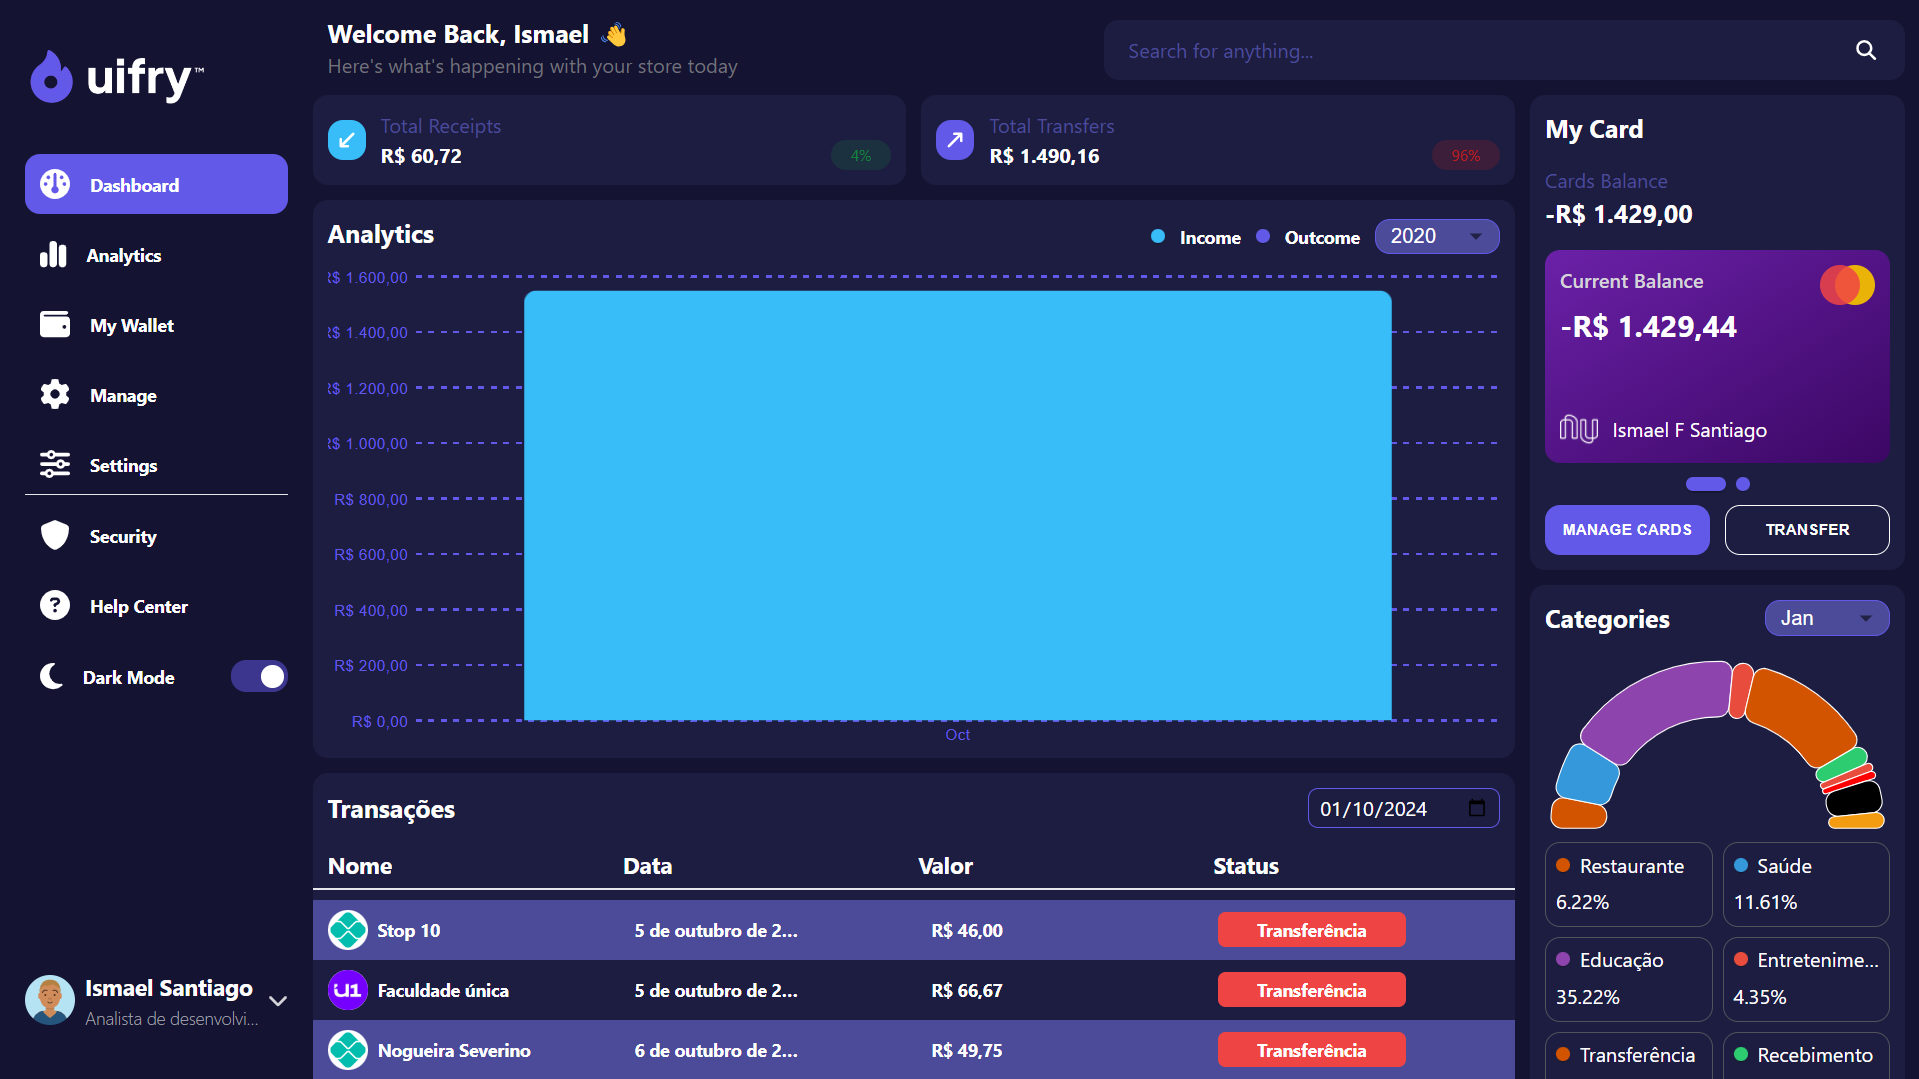 uifry™
Dashboard
Analytics
My Wallet
Manage
Settings
Security
Help Center
Dark Mode
Ismael Santiago
Analista de desenvolvi...
Welcome Back, Ismael 👋
Here's what's happening with your store today
Search for anything...
Total Receipts
R$ 60,72
4%
Total Transfers
R$ 1.490,16
96%
Analytics
Income
Outcome
2020
R$ 1.600,00
R$ 1.400,00
R$ 1.200,00
R$ 1.000,00
R$ 800,00
R$ 600,00
R$ 400,00
R$ 200,00
R$ 0,00
Oct
Transações
01/10/2024
Nome Data Valor Status
Stop 10 5 de outubro de 2... R$ 46,00 Transferência
U1 Faculdade única 5 de outubro de 2... R$ 66,67 Transferência
Nogueira Severino 6 de outubro de 2... R$ 49,75 Transferência
My Card
Cards Balance
-R$ 1.429,00
Current Balance
-R$ 1.429,44
nu Ismael F Santiago
MANAGE CARDS
TRANSFER
Categories
Jan
Restaurante
6.22%
Saúde
11.61%
Educação
35.22%
Entretenime...
4.35%
Transferência
Recebimento